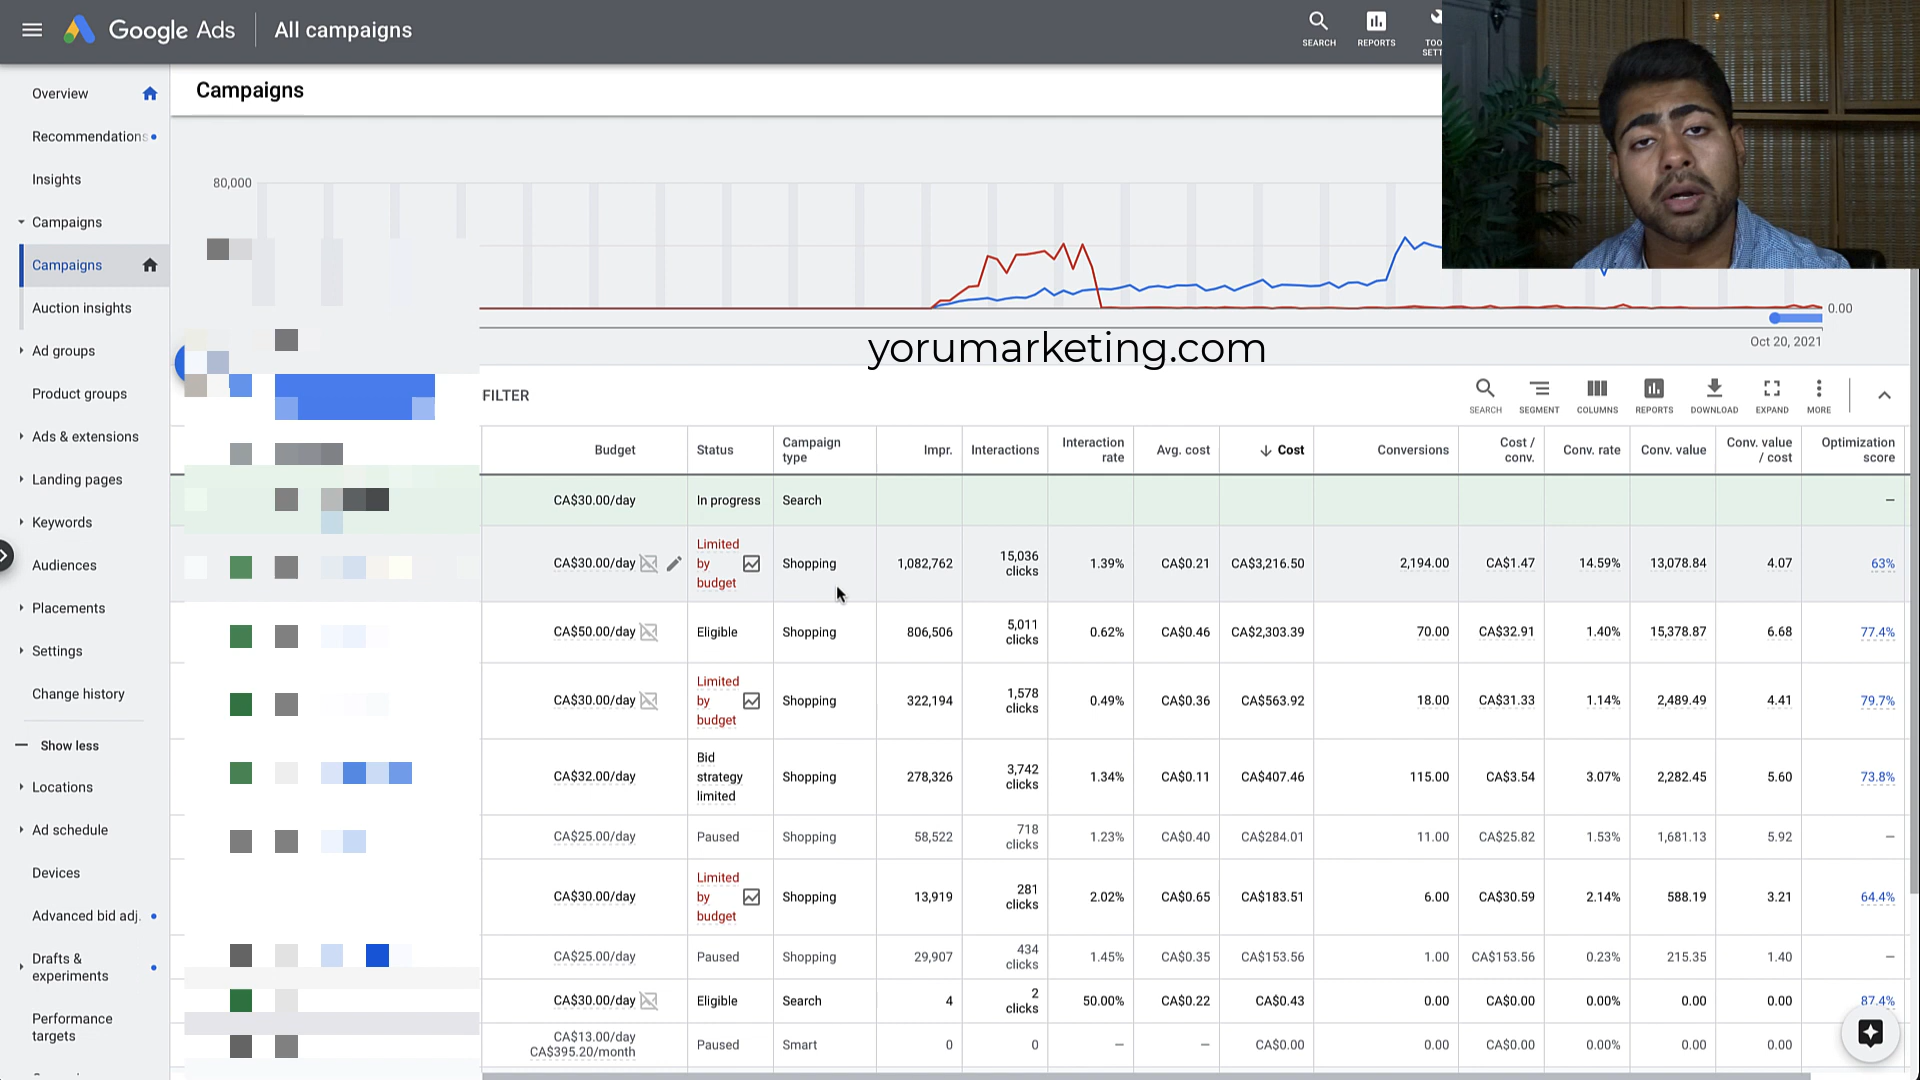 Google Ads
All campaigns
SEARCH
REPORTS
TOO
SETT
Overview
Recommendations
Insights
Campaigns
Campaigns
Auction insights
Ad groups
Product groups
Ads & extensions
Landing pages
Keywords
Audiences
Placements
Settings
Change history
Show less
Locations
Ad schedule
Devices
Advanced bid adj.
Drafts &
experiments
Performance
targets
Campaigns
80,000
0.00
Oct 20, 2021
yorumarketing.com
FILTER
SEARCH
SEGMENT
COLUMNS
REPORTS
DOWNLOAD
EXPAND
MORE
Budget Status Campaign type Impr. Interactions Interaction rate Avg. cost Cost Conversions Cost / conv. Conv. rate Conv. value Conv. value / cost Optimization score
CA$30.00/day In progress Search –
CA$30.00/day Limited by budget Shopping 1,082,762 15,036 clicks 1.39% CA$0.21 CA$3,216.50 2,194.00 CA$1.47 14.59% 13,078.84 4.07 63%
CA$50.00/day Eligible Shopping 806,506 5,011 clicks 0.62% CA$0.46 CA$2,303.39 70.00 CA$32.91 1.40% 15,378.87 6.68 77.4%
CA$30.00/day Limited by budget Shopping 322,194 1,578 clicks 0.49% CA$0.36 CA$563.92 18.00 CA$31.33 1.14% 2,489.49 4.41 79.7%
CA$32.00/day Bid strategy limited Shopping 278,326 3,742 clicks 1.34% CA$0.11 CA$407.46 115.00 CA$3.54 3.07% 2,282.45 5.60 73.8%
CA$25.00/day Paused Shopping 58,522 718 clicks 1.23% CA$0.40 CA$284.01 11.00 CA$25.82 1.53% 1,681.13 5.92 –
CA$30.00/day Limited by budget Shopping 13,919 281 clicks 2.02% CA$0.65 CA$183.51 6.00 CA$30.59 2.14% 588.19 3.21 64.4%
CA$25.00/day Paused Shopping 29,907 434 clicks 1.45% CA$0.35 CA$153.56 1.00 CA$153.56 0.23% 215.35 1.40 –
CA$30.00/day Eligible Search 4 2 clicks 50.00% CA$0.22 CA$0.43 0.00 CA$0.00 0.00% 0.00 0.00 87.4%
CA$13.00/day CA$395.20/month Paused Smart 0 0 – – CA$0.00 0.00 CA$0.00 0.00% 0.00 0.00